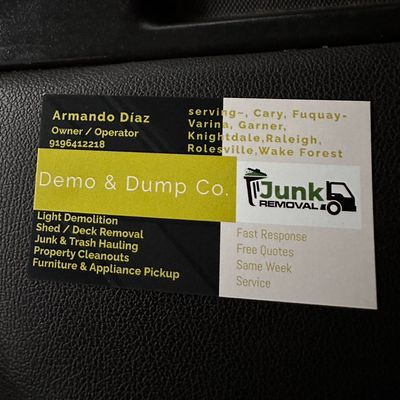 Armando Díaz
Owner / Operator
9196412218
serving-, Cary, Fuquay-
Varina, Garner,
Knightdale,Raleigh,
Rolesville,Wake Forest
Demo & Dump Co.
Junk
REMOVAL
Light Demolition
Shed / Deck Removal
Junk & Trash Hauling
Property Cleanouts
Furniture & Appliance Pickup
Fast Response
Free Quotes
Same Week
Service